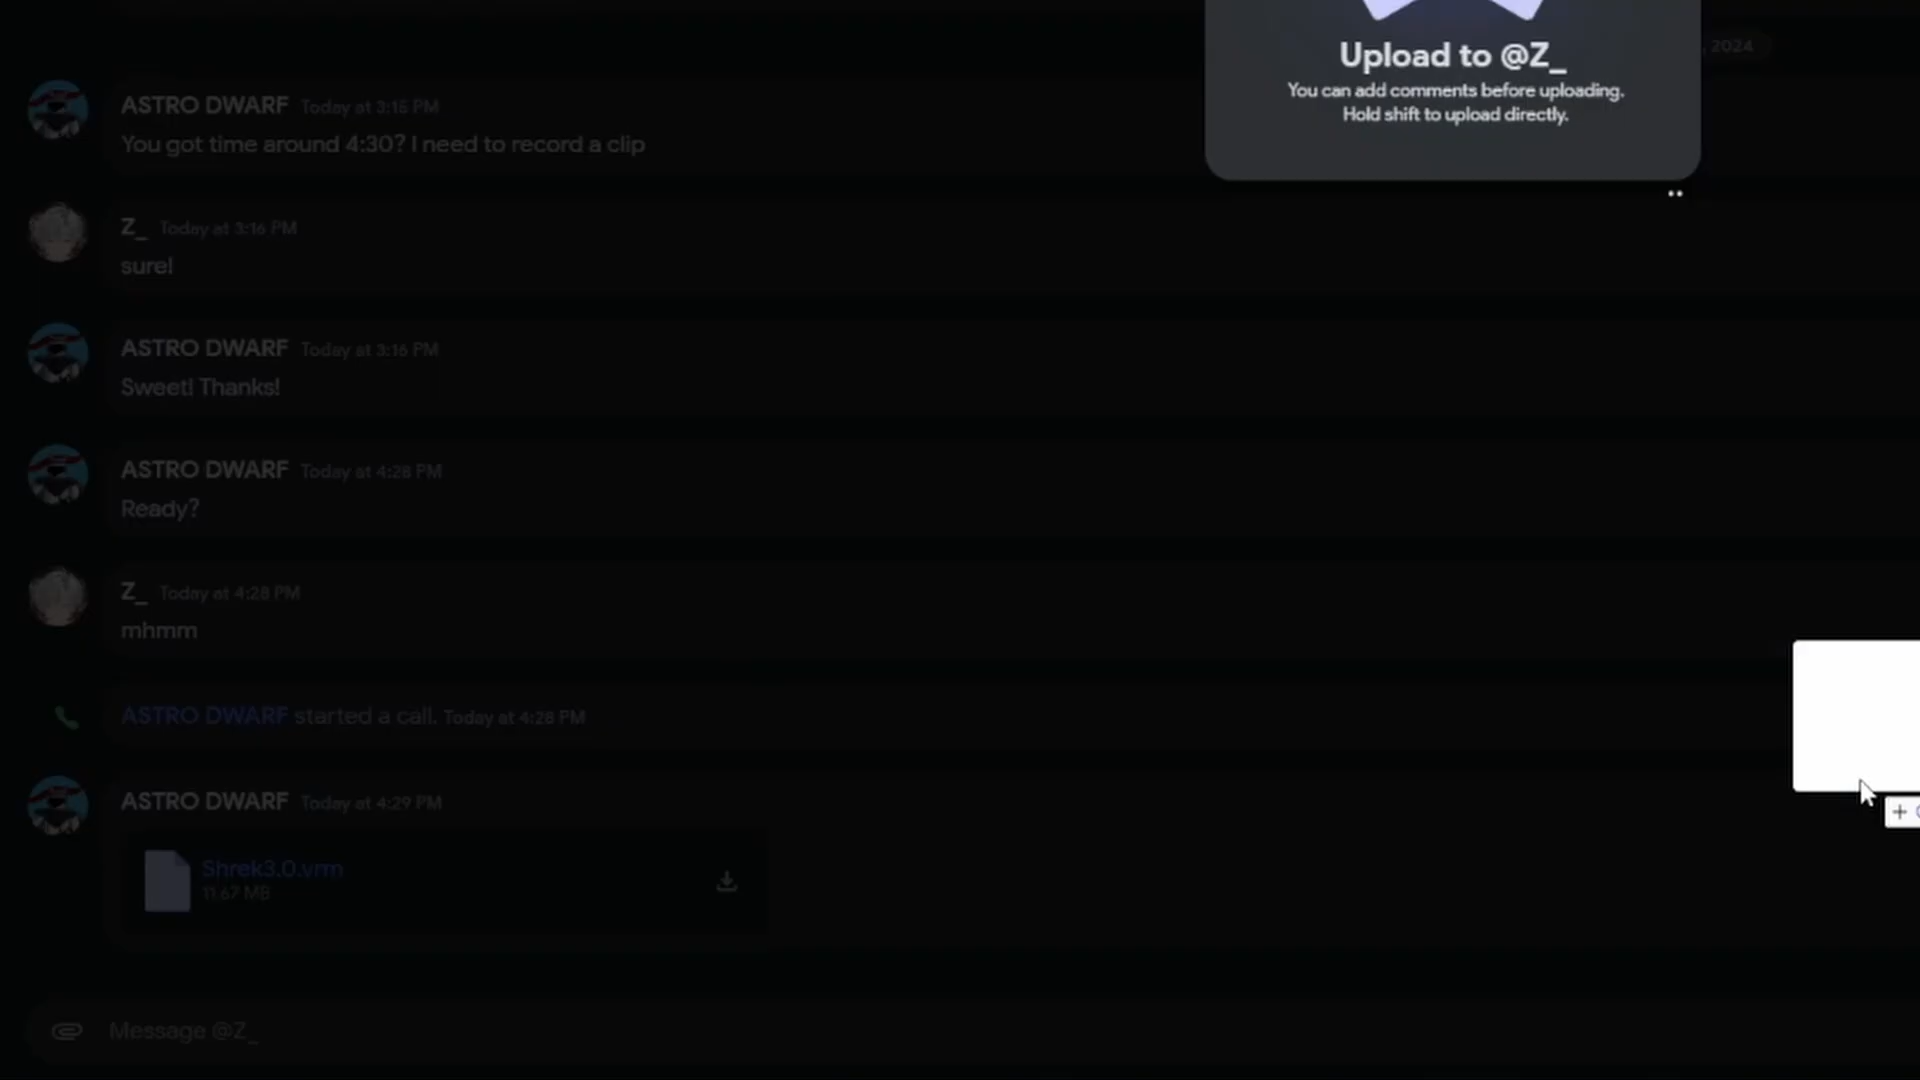 Upload to @Z_
You can add comments before uploading.
Hold shift to upload directly.
, 2024
ASTRO DWARF Today at 3:15 PM
You got time around 4:30? I need to record a clip
Z_ Today at 3:16 PM
sure!
ASTRO DWARF Today at 3:16 PM
Sweet! Thanks!
ASTRO DWARF Today at 4:28 PM
Ready?
Z_ Today at 4:28 PM
mhmm
ASTRO DWARF started a call. Today at 4:28 PM
ASTRO DWARF Today at 4:29 PM
Shrek3.0.vrm
11.67 MB
Message @Z_